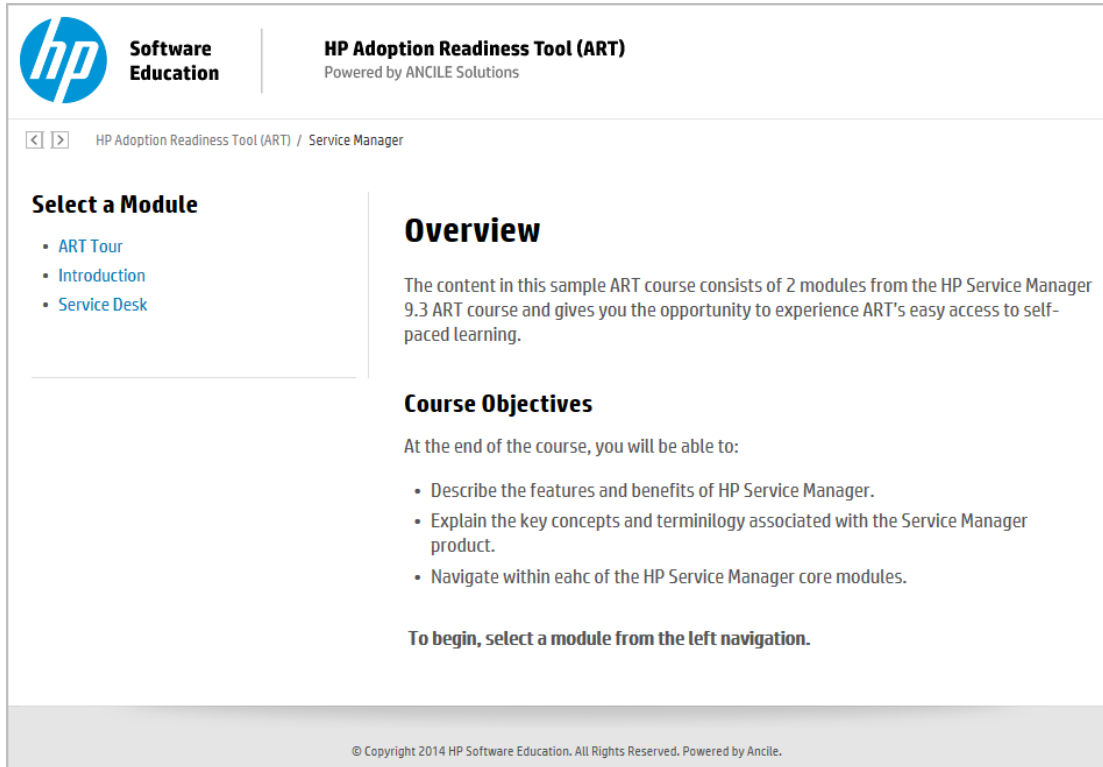 hp
Software
Education
HP Adoption Readiness Tool (ART)
Powered by ANCILE Solutions
< > HP Adoption Readiness Tool (ART) / Service Manager
Select a Module
• ART Tour
• Introduction
• Service Desk
Overview
The content in this sample ART course consists of 2 modules from the HP Service Manager
9.3 ART course and gives you the opportunity to experience ART's easy access to self-
paced learning.
Course Objectives
At the end of the course, you will be able to:
• Describe the features and benefits of HP Service Manager.
• Explain the key concepts and terminilogy associated with the Service Manager
product.
• Navigate within eahc of the HP Service Manager core modules.
To begin, select a module from the left navigation.
© Copyright 2014 HP Software Education. All Rights Reserved. Powered by Ancile.